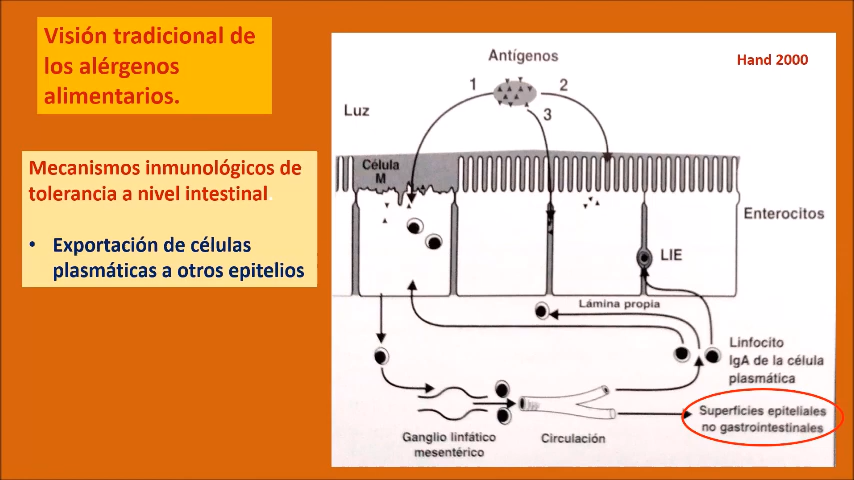 Visión tradicional de
los alérgenos
alimentarios.
Mecanismos inmunológicos de
tolerancia a nivel intestinal.
• Exportación de células
plasmáticas a otros epitelios
Hand 2000
Antígenos
1
2
3
Luz
Célula
M
Enterocitos
LIE
Lámina propia
Linfocito
IgA de la célula
plasmática
Superficies epiteliales
no gastrointestinales
Ganglio linfático
mesentérico
Circulación